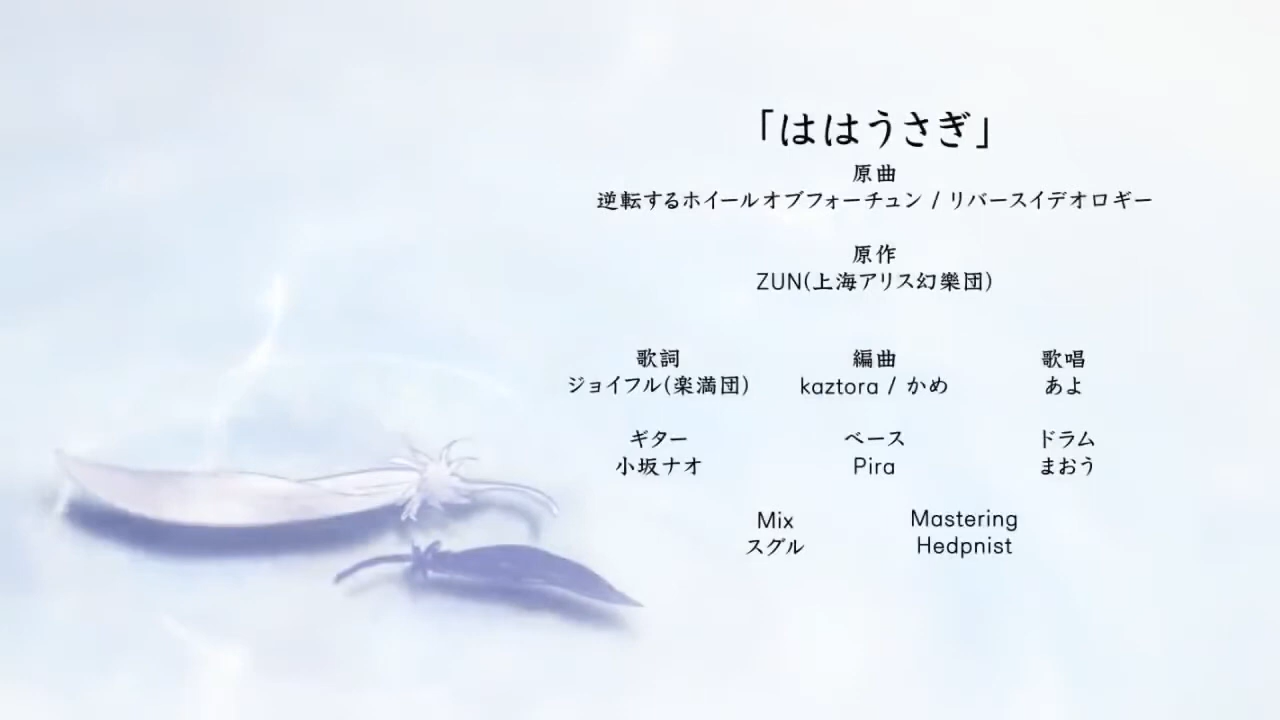 「ははうさぎ」
原曲
逆転するホイールオブフォーチュン / リバースイデオロギー
原作
ZUN(上海アリス幻樂団)
歌詞 編曲 歌唱
ジョイフル(楽満団) kaztora / かめ あよ
ギター ベース ドラム
小坂ナオ Pira まおう
Mix Mastering
スグル Hedpnist